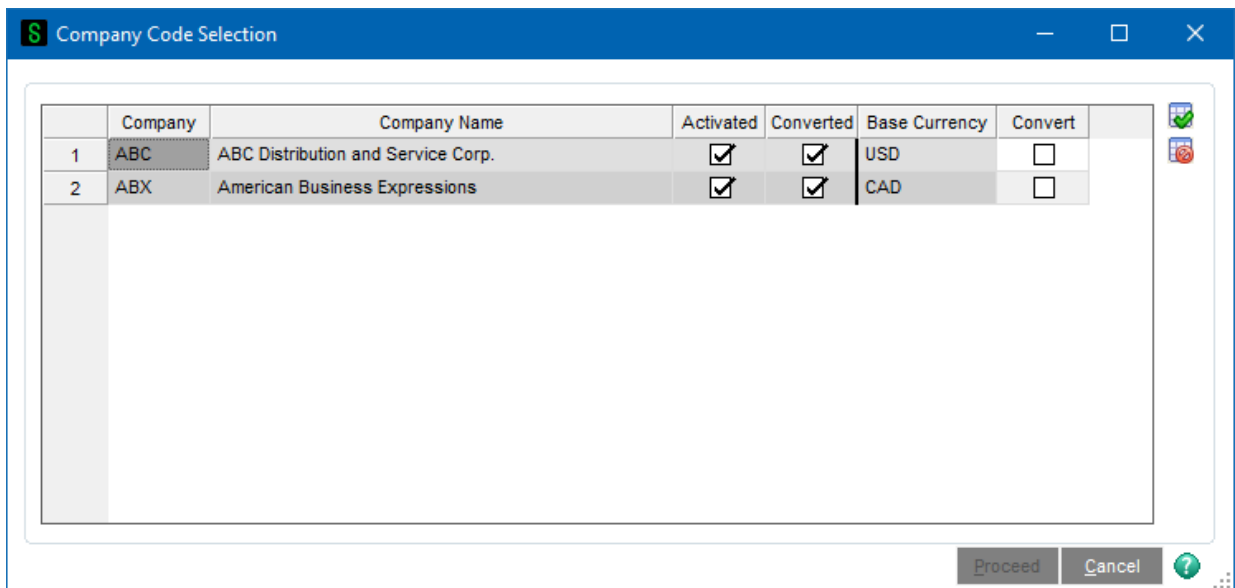 S Company Code Selection
Company Company Name Activated Converted Base Currency Convert
1 ABC ABC Distribution and Service Corp. USD
2 ABX American Business Expressions CAD
Proceed Cancel ?